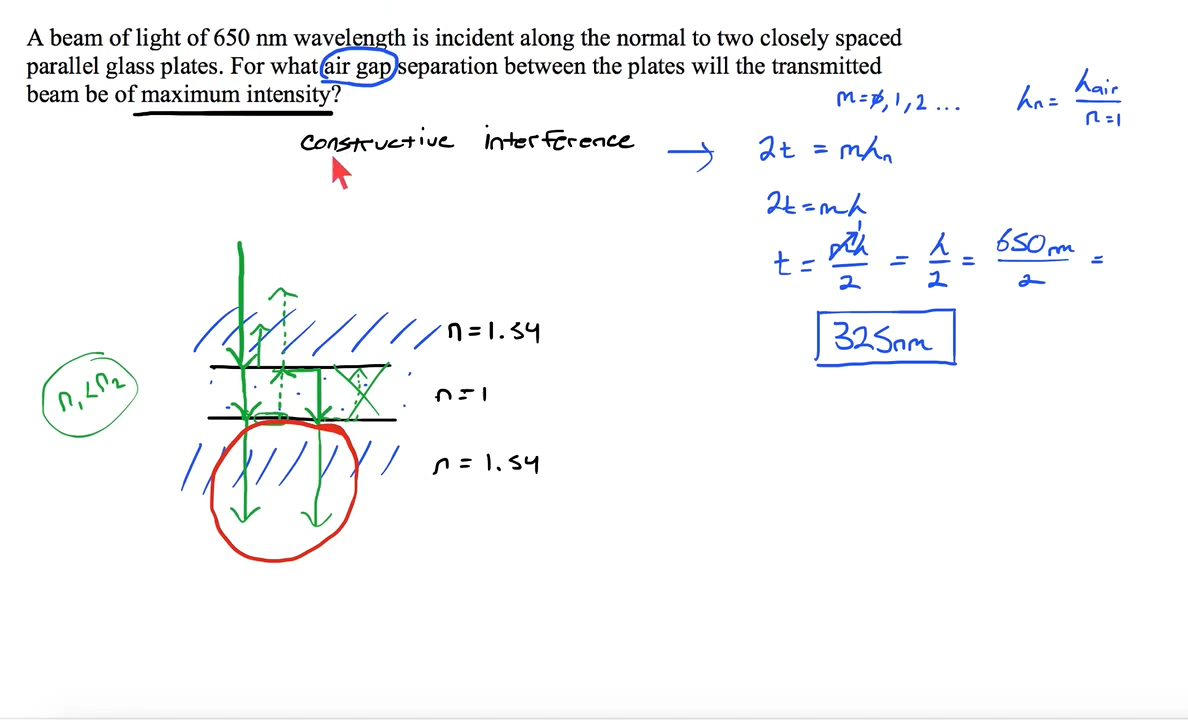 A beam of light of 650 nm wavelength is incident along the normal to two closely spaced
parallel glass plates. For what air gap separation between the plates will the transmitted
beam be of maximum intensity?
m=0,1,2...
λn = λair / n=1
constructive interference → 2t = mλn
2t=mλ
t = mλ/2 = λ/2 = 650nm/2 =
325nm
n=1.54
n₁<n₂
n=1
n = 1.54